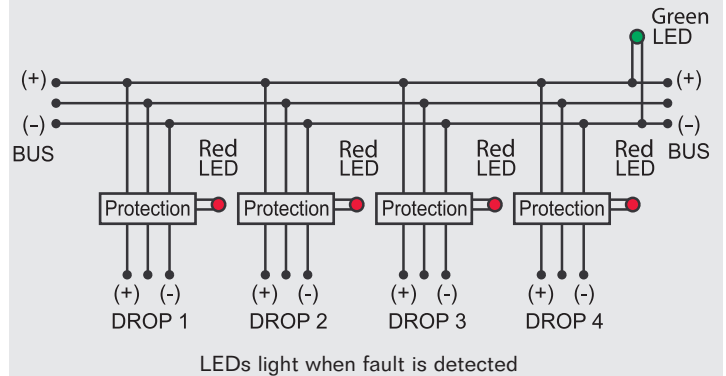 Green
LED
(+) (+)
(-) (-)
BUS BUS
Red Red Red Red
LED LED LED LED
Protection Protection Protection Protection
(+) (-) (+) (-) (+) (-) (+) (-)
DROP 1 DROP 2 DROP 3 DROP 4
LEDs light when fault is detected